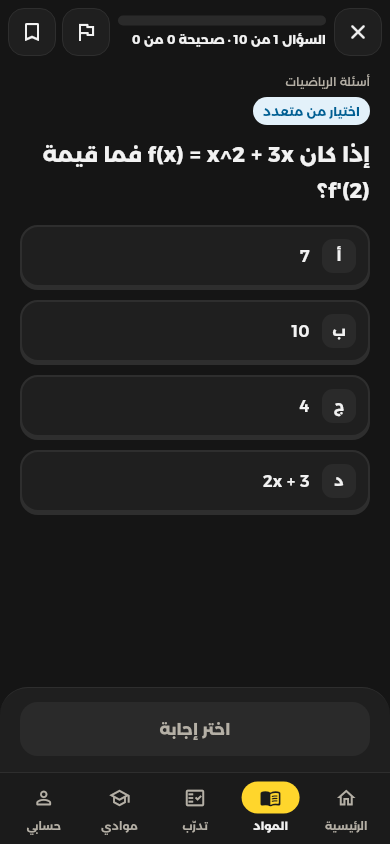 السؤال 1 من 10 · صحيحة 0 من 0
أسئلة الرياضيات
اختيار من متعدد
إذا كان f(x) = x^2 + 3x فما قيمة
f'(2)؟
أ 7
ب 10
ج 4
د 2x + 3
اختر إجابة
الرئيسية
المواد
تدرّب
موادي
حسابي